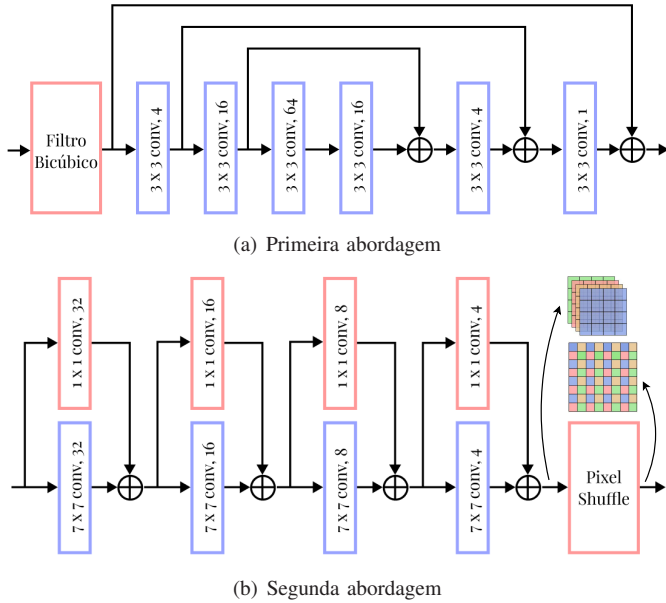 Filtro
Bicúbico
3 x 3 conv, 4
3 x 3 conv, 16
3 x 3 conv, 64
3 x 3 conv, 16
3 x 3 conv, 4
3 x 3 conv, 1
(a) Primeira abordagem
1 x 1 conv, 32
1 x 1 conv, 16
1 x 1 conv, 8
1 x 1 conv, 4
7 x 7 conv, 32
7 x 7 conv, 16
7 x 7 conv, 8
7 x 7 conv, 4
Pixel
Shuffle
(b) Segunda abordagem